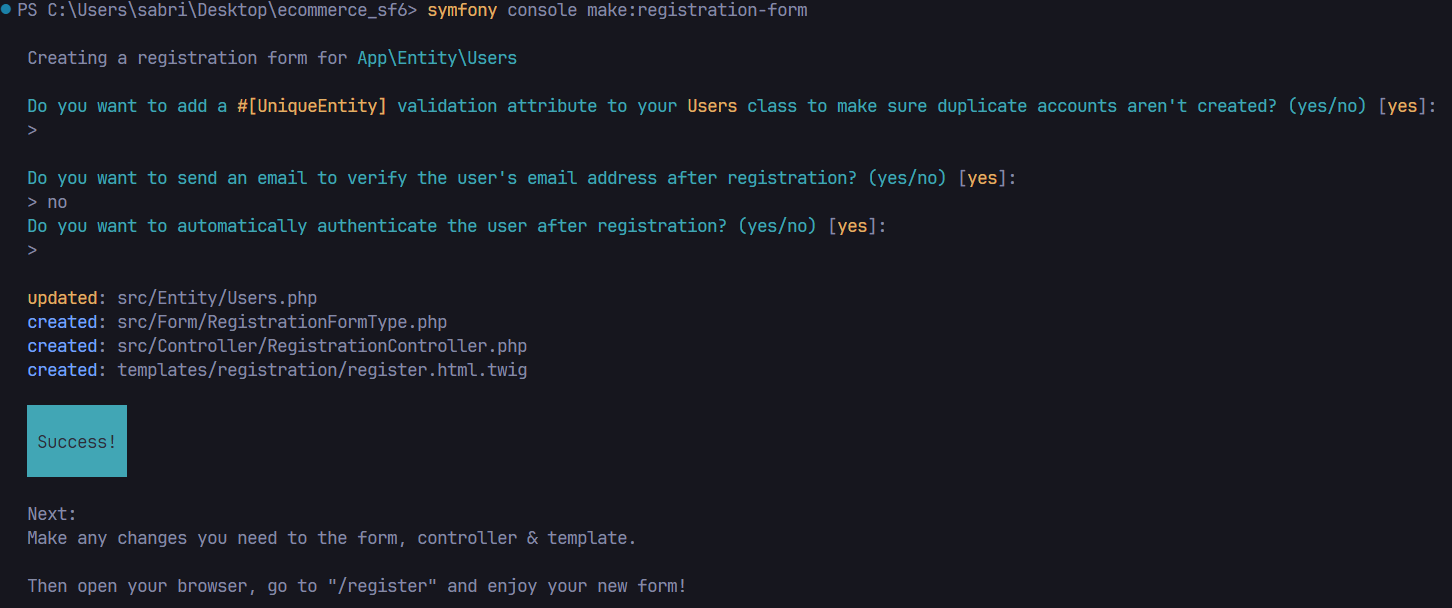 PS C:\Users\sabri\Desktop\ecommerce_sf6> symfony console make:registration-form
Creating a registration form for App\Entity\Users
Do you want to add a #[UniqueEntity] validation attribute to your Users class to make sure duplicate accounts aren't created? (yes/no) [yes]:
>
Do you want to send an email to verify the user's email address after registration? (yes/no) [yes]:
> no
Do you want to automatically authenticate the user after registration? (yes/no) [yes]:
>
updated: src/Entity/Users.php
created: src/Form/RegistrationFormType.php
created: src/Controller/RegistrationController.php
created: templates/registration/register.html.twig
Success!
Next:
Make any changes you need to the form, controller & template.
Then open your browser, go to "/register" and enjoy your new form!